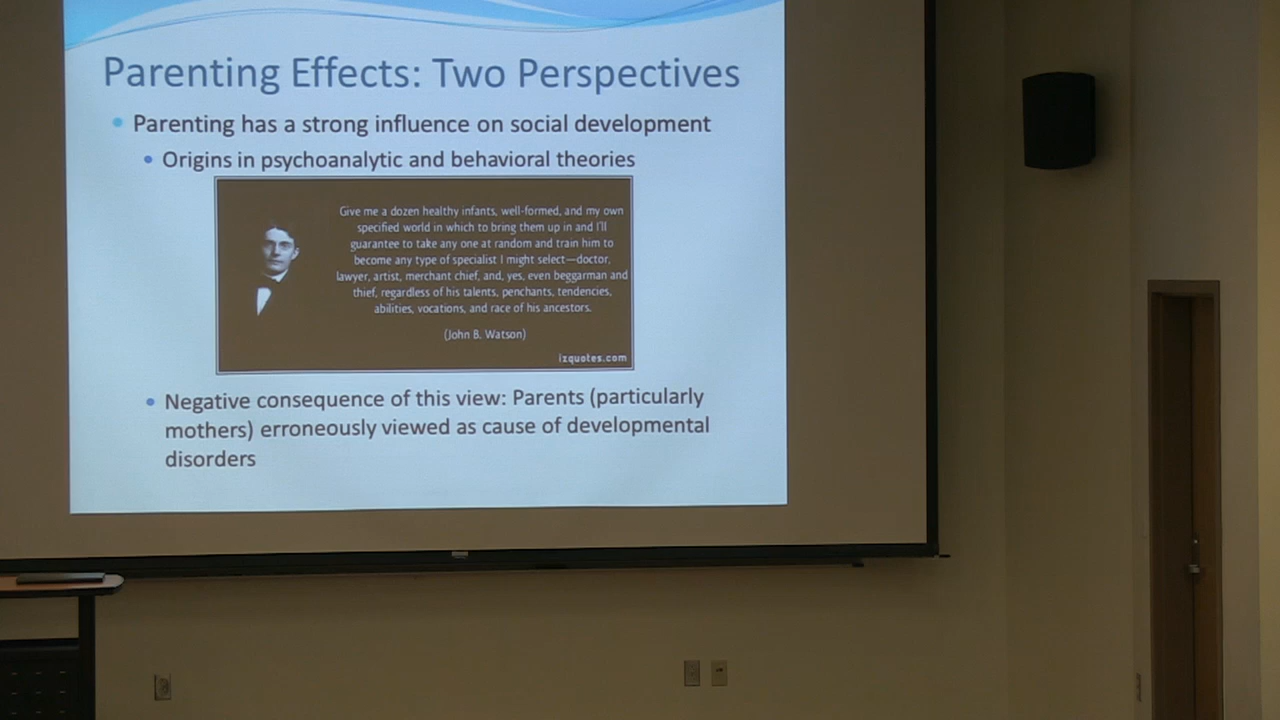 Parenting Effects: Two Perspectives
Parenting has a strong influence on social development
Origins in psychoanalytic and behavioral theories
Give me a dozen healthy infants, well-formed, and my own
specified world in which to bring them up in and I'll
guarantee to take any one at random and train him to
become any type of specialist I might select—doctor,
lawyer, artist, merchant chief, and, yes, even beggarman and
thief, regardless of his talents, penchants, tendencies,
abilities, vocations, and race of his ancestors.
(John B. Watson)
izquotes.com
Negative consequence of this view: Parents (particularly
mothers) erroneously viewed as cause of developmental
disorders